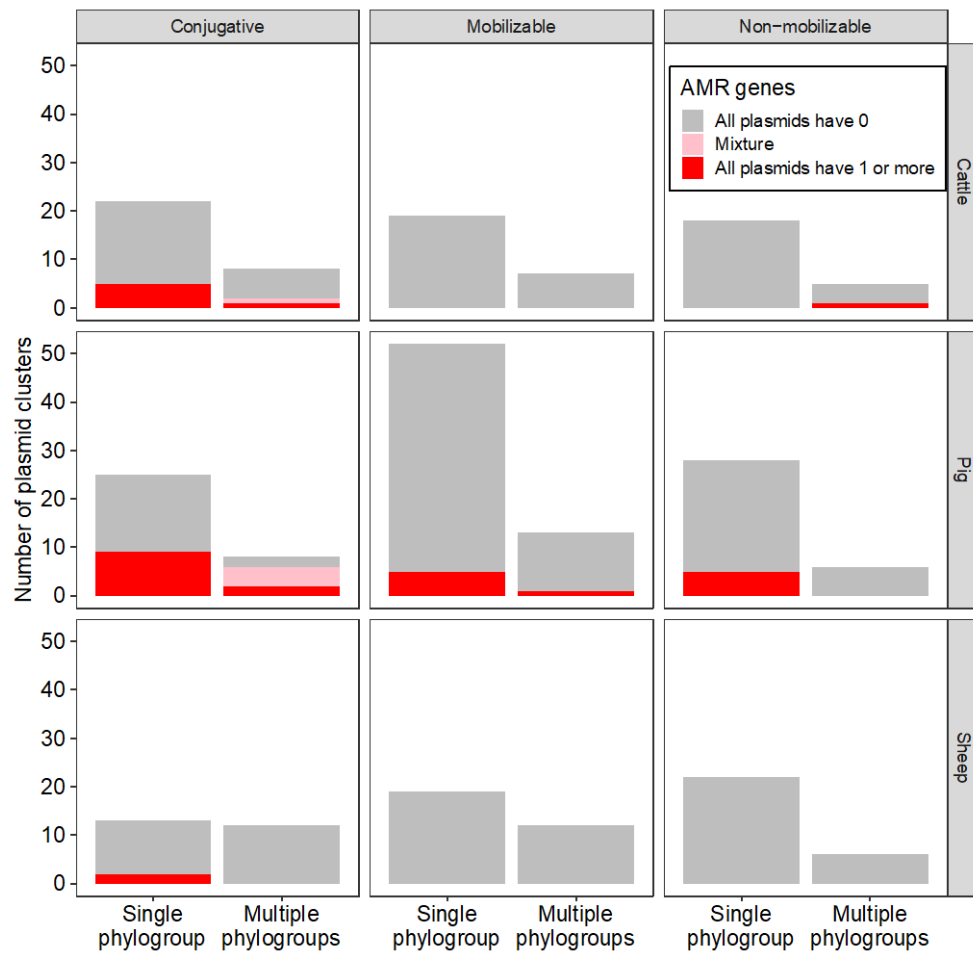 Conjugative
Mobilizable
Non−mobilizable
AMR genes
All plasmids have 0
Mixture
All plasmids have 1 or more
50
40
30
20
10
0
Cattle
50
40
30
20
10
0
Pig
50
40
30
20
10
0
Sheep
Number of plasmid clusters
Single
phylogroup
Multiple
phylogroups
Single
phylogroup
Multiple
phylogroups
Single
phylogroup
Multiple
phylogroups